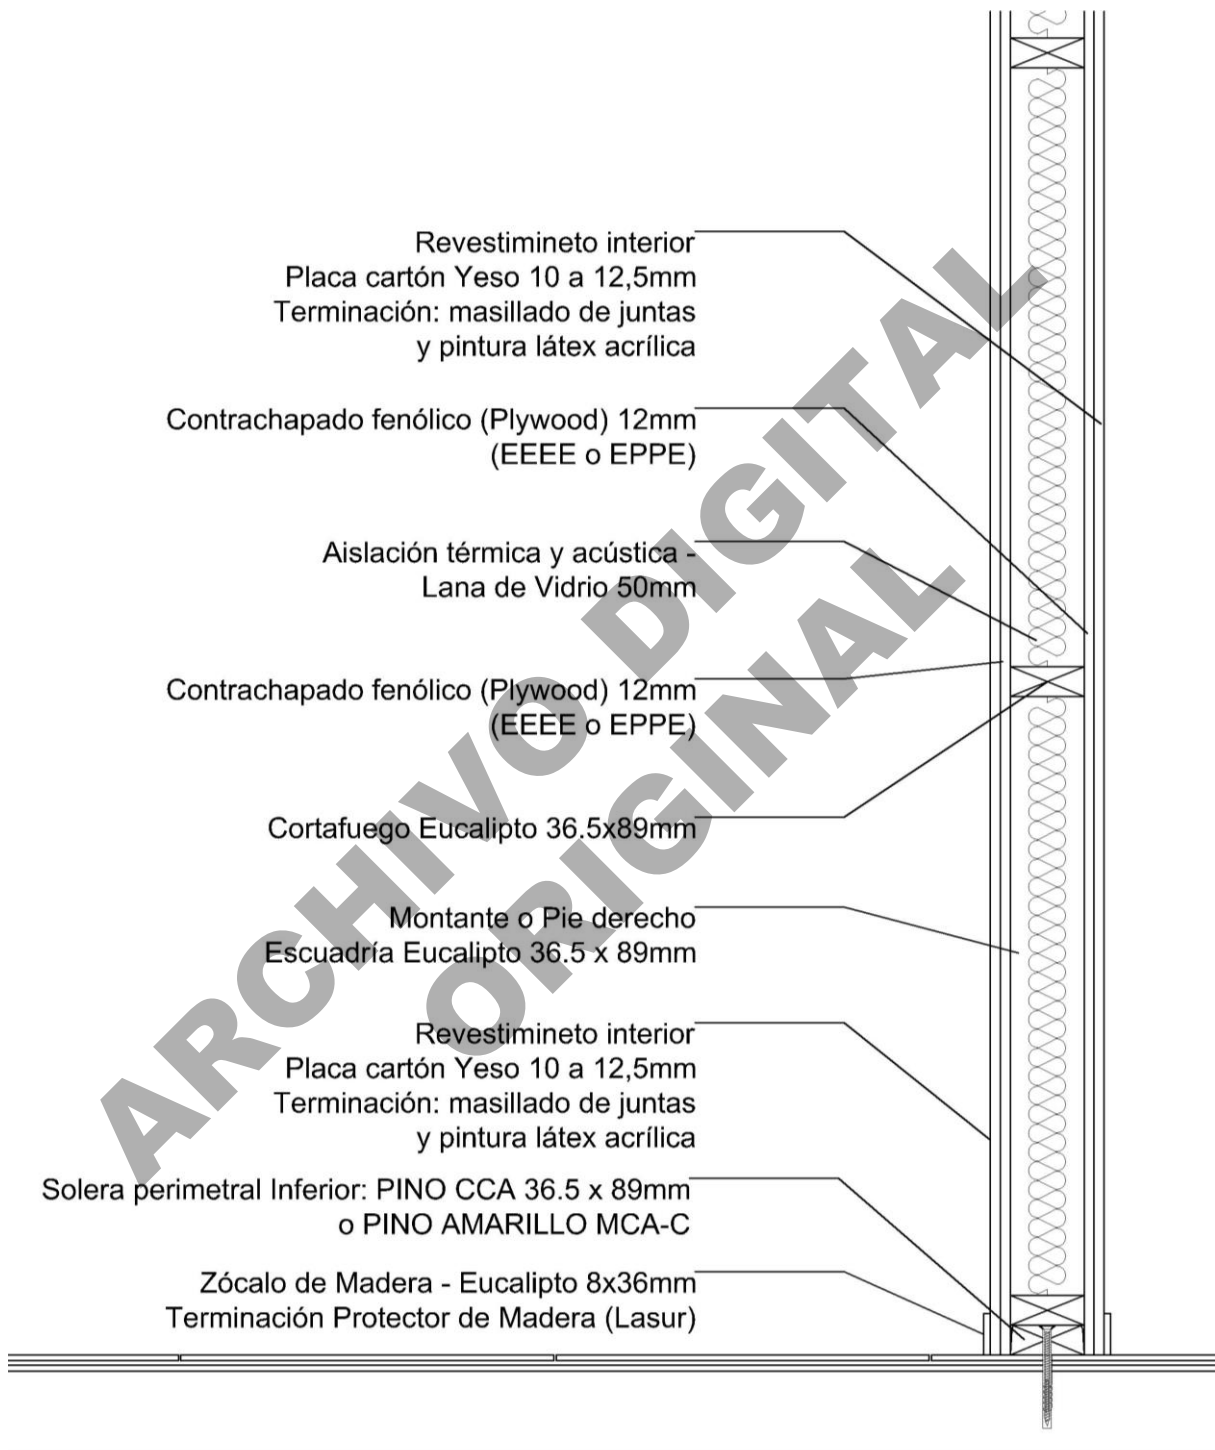 Revestimineto interior
Placa cartón Yeso 10 a 12,5mm
Terminación: masillado de juntas
y pintura látex acrílica
Contrachapado fenólico (Plywood) 12mm
(EEEE o EPPE)
Aislación térmica y acústica -
Lana de Vidrio 50mm
Contrachapado fenólico (Plywood) 12mm
(EEEE o EPPE)
Cortafuego Eucalipto 36.5x89mm
Montante o Pie derecho
Escuadría Eucalipto 36.5 x 89mm
Revestimineto interior
Placa cartón Yeso 10 a 12,5mm
Terminación: masillado de juntas
y pintura látex acrílica
Solera perimetral Inferior: PINO CCA 36.5 x 89mm
o PINO AMARILLO MCA-C
Zócalo de Madera - Eucalipto 8x36mm
Terminación Protector de Madera (Lasur)
ARCHIVO DIGITAL
ORIGINAL